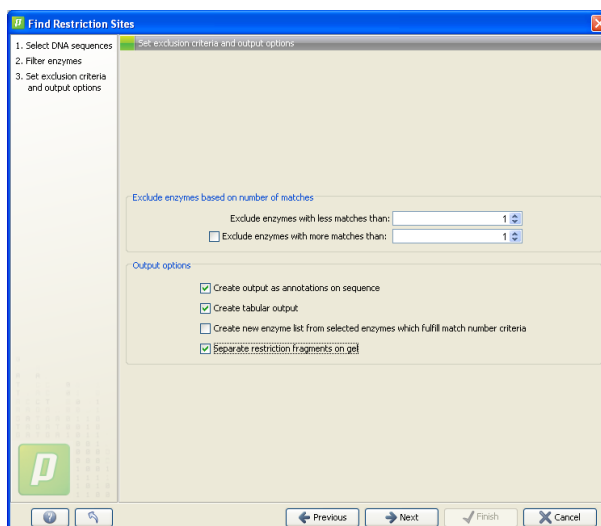 Find Restriction Sites
1. Select DNA sequences
2. Filter enzymes
3. Set exclusion criteria
and output options
Set exclusion criteria and output options
Exclude enzymes based on number of matches
Exclude enzymes with less matches than: 1
Exclude enzymes with more matches than: 1
Output options
Create output as annotations on sequence
Create tabular output
Create new enzyme list from selected enzymes which fulfill match number criteria
Separate restriction fragments on gel
Previous Next Finish Cancel